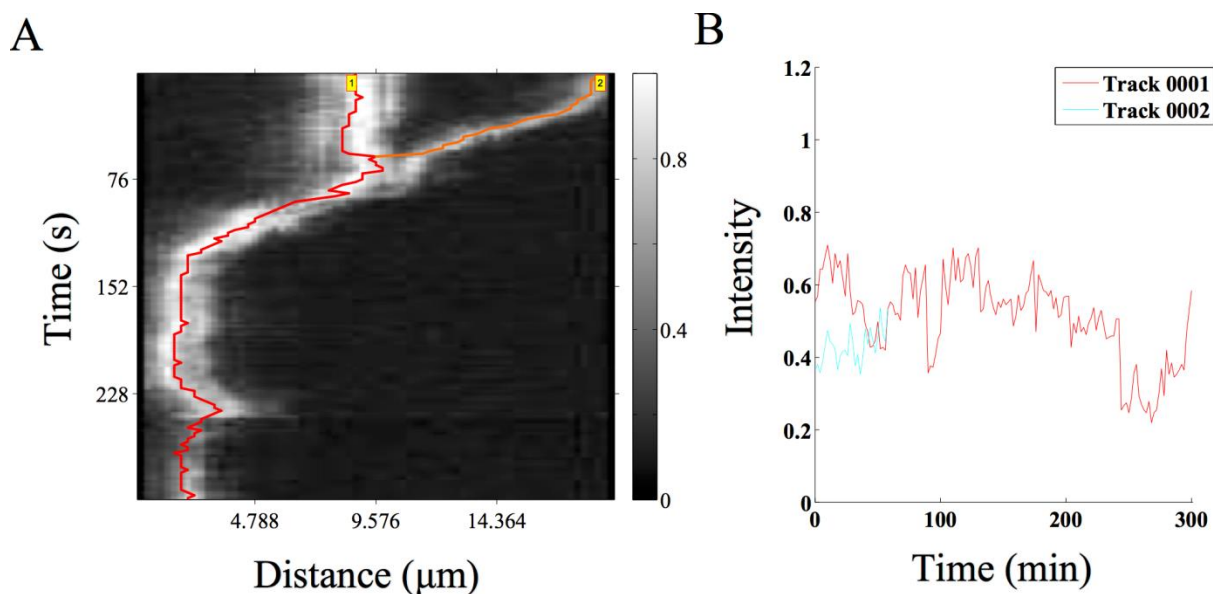 A
1
2
76
152
228
Time (s)
4.788
9.576
14.364
Distance (μm)
0.8
0.4
0
B
Track 0001
Track 0002
1.2
1
0.8
0.6
0.4
0.2
0
Intensity
0
100
200
300
Time (min)